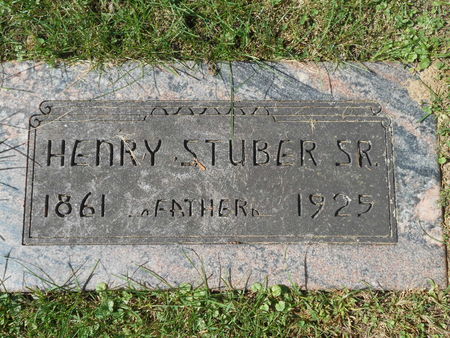 HENRY STUBER SR.
1861 FATHER 1925